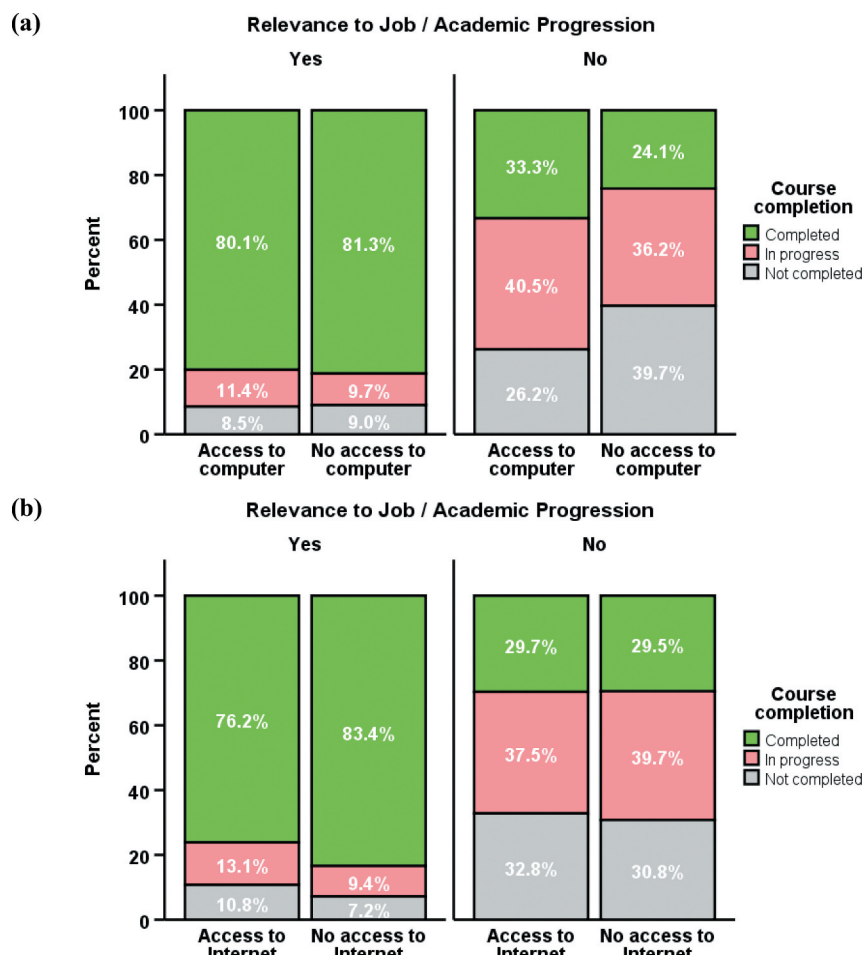 (a)
Relevance to Job / Academic Progression
Yes
No
Percent
100
80
60
40
20
0
80.1%
11.4%
8.5%
81.3%
9.7%
9.0%
33.3%
40.5%
26.2%
24.1%
36.2%
39.7%
Access to
computer
No access to
computer
Access to
computer
No access to
computer
Course
completion
Completed
In progress
Not completed
(b)
Relevance to Job / Academic Progression
Yes
No
Percent
100
80
60
40
20
0
76.2%
13.1%
10.8%
83.4%
9.4%
7.2%
29.7%
37.5%
32.8%
29.5%
39.7%
30.8%
Access to
Internet
No access to
Internet
Access to
Internet
No access to
Internet
Course
completion
Completed
In progress
Not completed